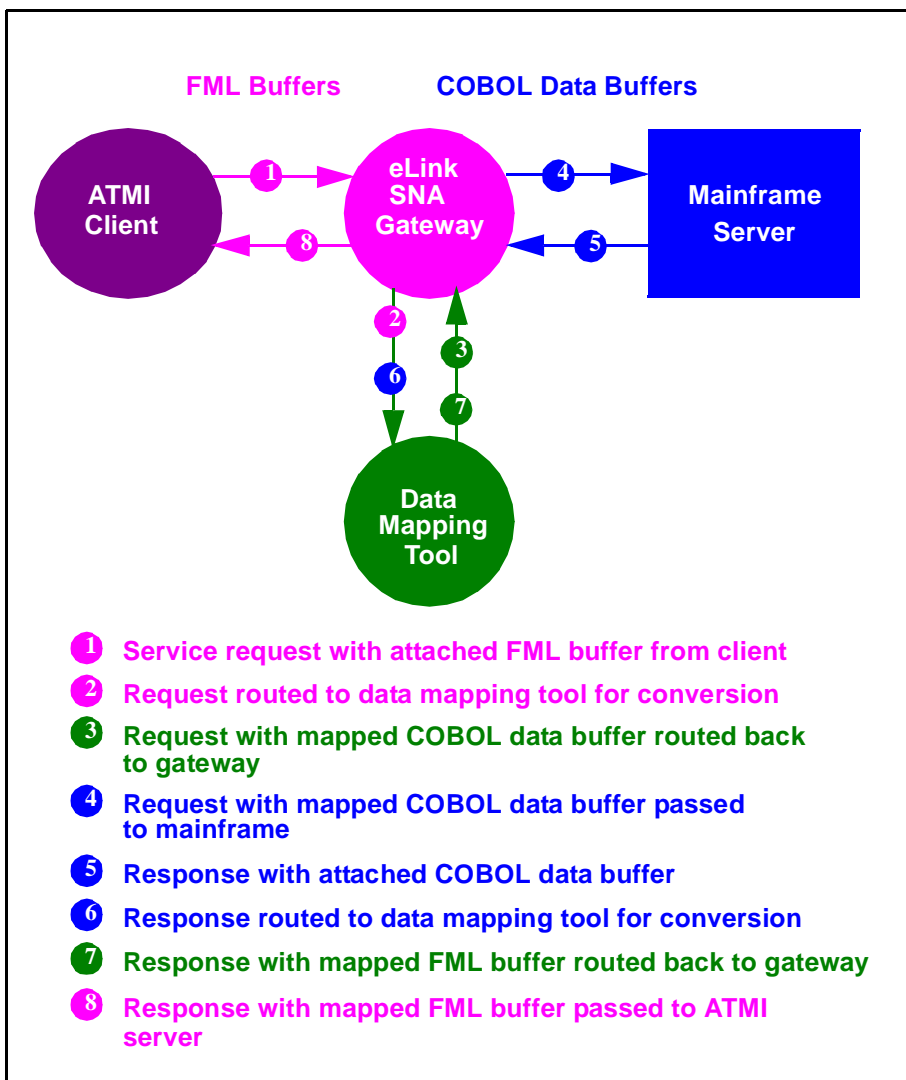 FML Buffers COBOL Data Buffers
ATMI
Client
1
8
eLink
SNA
Gateway
4
5
Mainframe
Server
2
6
3
7
Data
Mapping
Tool
1 Service request with attached FML buffer from client
2 Request routed to data mapping tool for conversion
3 Request with mapped COBOL data buffer routed back
to gateway
4 Request with mapped COBOL data buffer passed
to mainframe
5 Response with attached COBOL data buffer
6 Response routed to data mapping tool for conversion
7 Response with mapped FML buffer routed back to gateway
8 Response with mapped FML buffer passed to ATMI
server